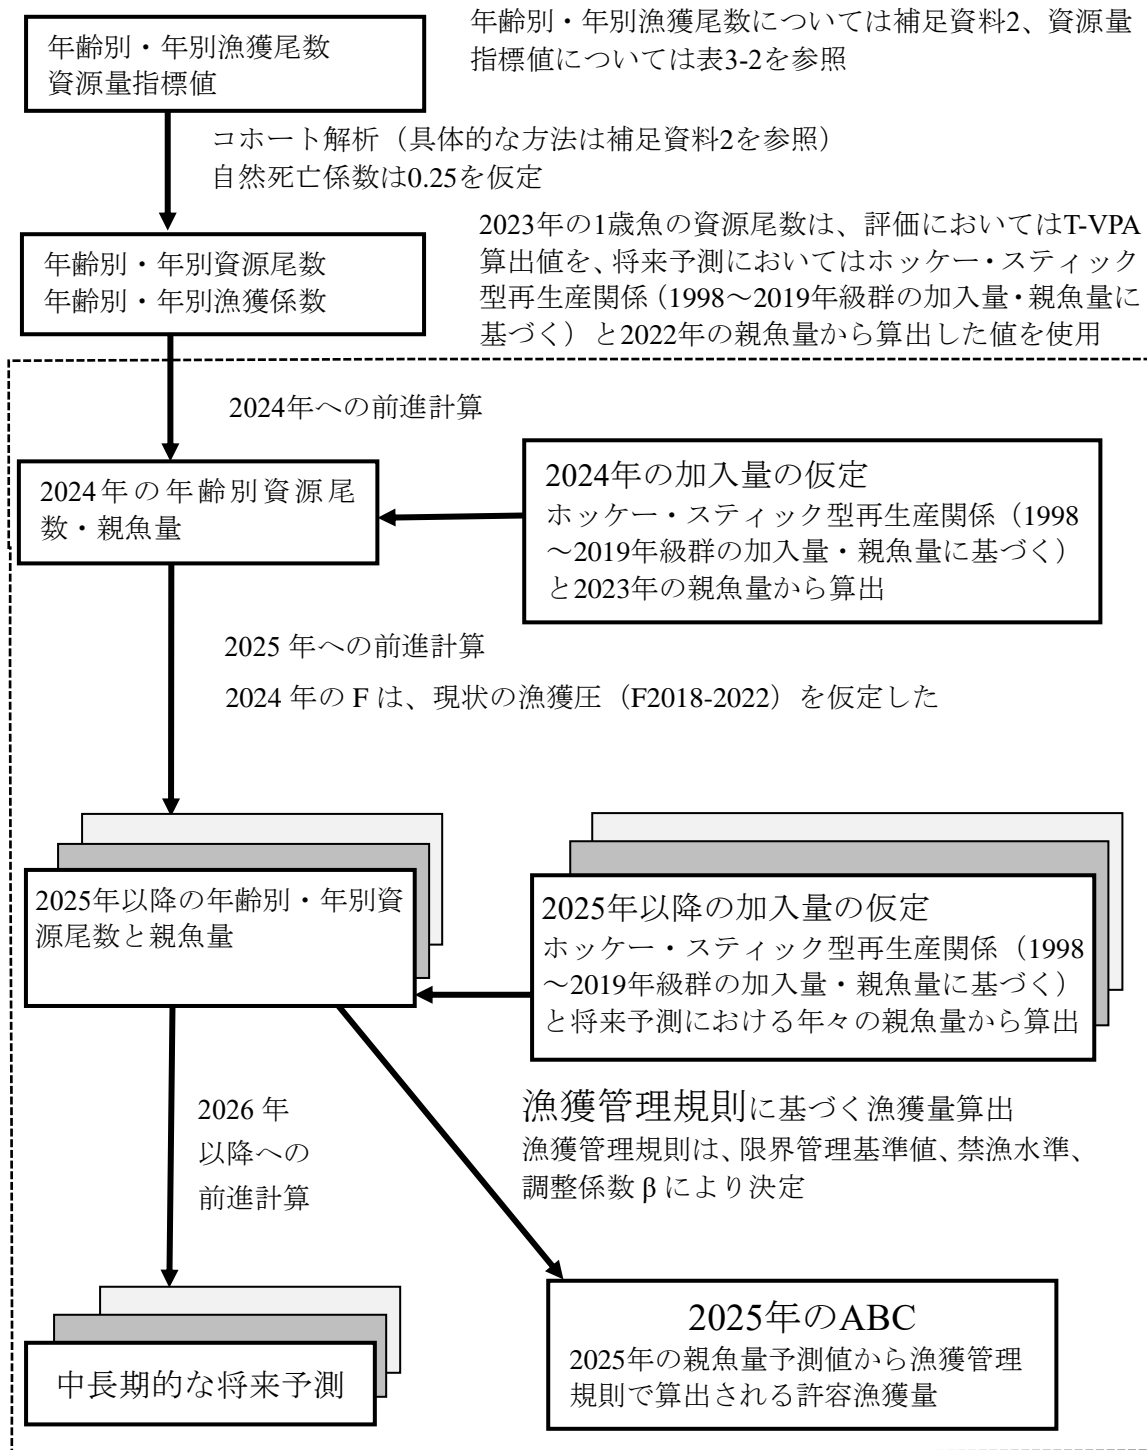 年齢別・年別漁獲尾数については補足資料2、資源量
指標値については表3-2を参照
年齢別・年別漁獲尾数
資源量指標値
コホート解析（具体的な方法は補足資料2を参照）
自然死亡係数は0.25を仮定
2023年の1歳魚の資源尾数は、評価においてはT-VPA
算出値を、将来予測においてはホッケー・スティック
型再生産関係（1998～2019年級群の加入量・親魚量に
基づく）と2022年の親魚量から算出した値を使用
年齢別・年別資源尾数
年齢別・年別漁獲係数
2024年への前進計算
2024年の年齢別資源尾
数・親魚量
2024年の加入量の仮定
ホッケー・スティック型再生産関係（1998
～2019年級群の加入量・親魚量に基づく）
と2023年の親魚量から算出
2025 年への前進計算
2024 年の F は、現状の漁獲圧（F2018-2022）を仮定した
2025年以降の年齢別・年別資
源尾数と親魚量
2025年以降の加入量の仮定
ホッケー・スティック型再生産関係（1998
～2019年級群の加入量・親魚量に基づく）
と将来予測における年々の親魚量から算出
2026 年
以降への
前進計算
漁獲管理規則に基づく漁獲量算出
漁獲管理規則は、限界管理基準値、禁漁水準、
調整係数 β により決定
中長期的な将来予測
2025年のABC
2025年の親魚量予測値から漁獲管理
規則で算出される許容漁獲量